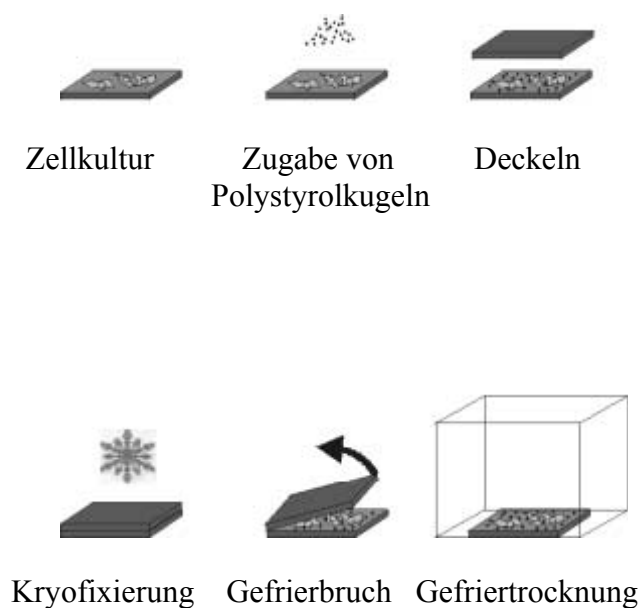 Zellkultur Zugabe von Deckeln
Polystyrolkugeln
Kryofixierung Gefrierbruch Gefriertrocknung